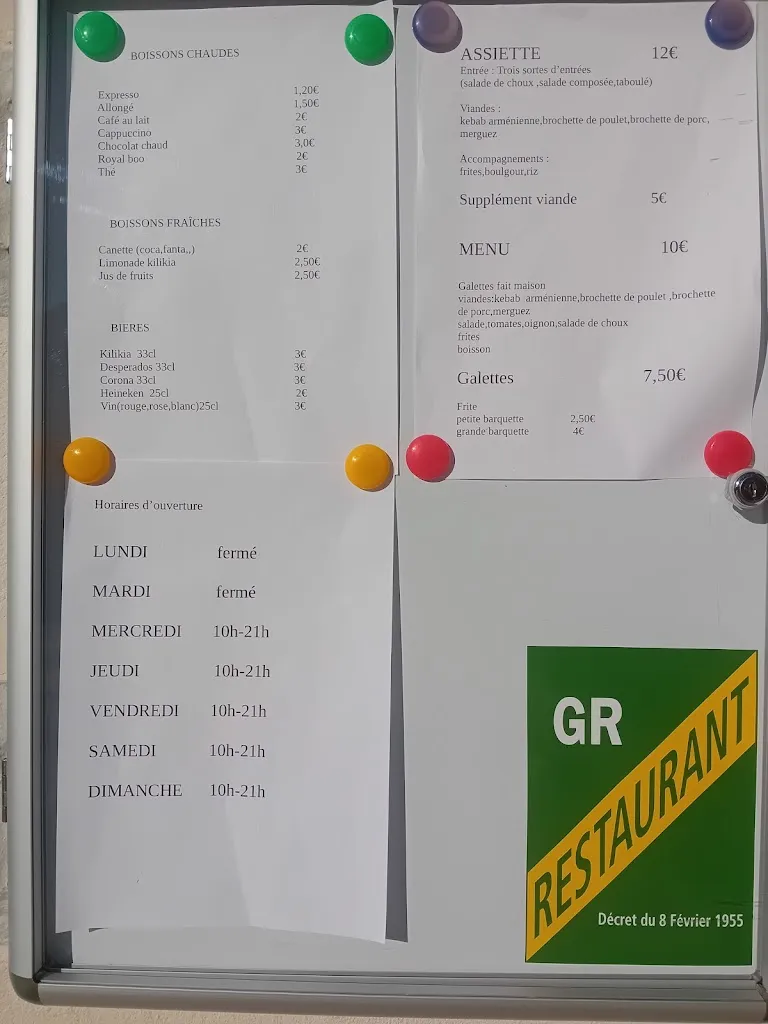 BOISSONS CHAUDES
Expresso 1,20€
Allongé 1,50€
Café au lait 2€
Cappuccino 3€
Chocolat chaud 3,0€
Royal boo 2€
Thé 3€
BOISSONS FRAÎCHES
Canette (coca,fanta,,) 2€
Limonade kilikia 2,50€
Jus de fruits 2,50€
BIERES
Kilikia 33cl 3€
Desperados 33cl 3€
Corona 33cl 3€
Heineken 25cl 2€
Vin(rouge,rose,blanc)25cl 3€
ASSIETTE 12€
Entrée : Trois sortes d'entrées
(salade de choux ,salade composée,taboulé)
Viandes :
kebab arménienne,brochette de poulet,brochette de porc,
merguez
Accompagnements :
frites,boulgour,riz
Supplément viande 5€
MENU 10€
Galettes fait maison
viandes:kebab arménienne,brochette de poulet ,brochette
de porc,merguez
salade,tomates,oignon,salade de choux
frites
boisson
Galettes 7,50€
Frite
petite barquette 2,50€
grande barquette 4€
Horaires d'ouverture
LUNDI fermé
MARDI fermé
MERCREDI 10h-21h
JEUDI 10h-21h
VENDREDI 10h-21h
SAMEDI 10h-21h
DIMANCHE 10h-21h
GR
RESTAURANT
Décret du 8 Février 1955